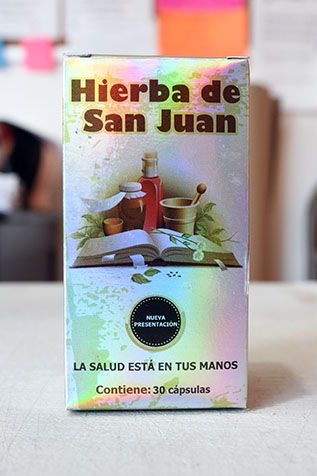 Hierba de
San Juan
NUEVA
PRESENTACIÓN
LA SALUD ESTÁ EN TUS MANOS
Contiene: 30 cápsulas